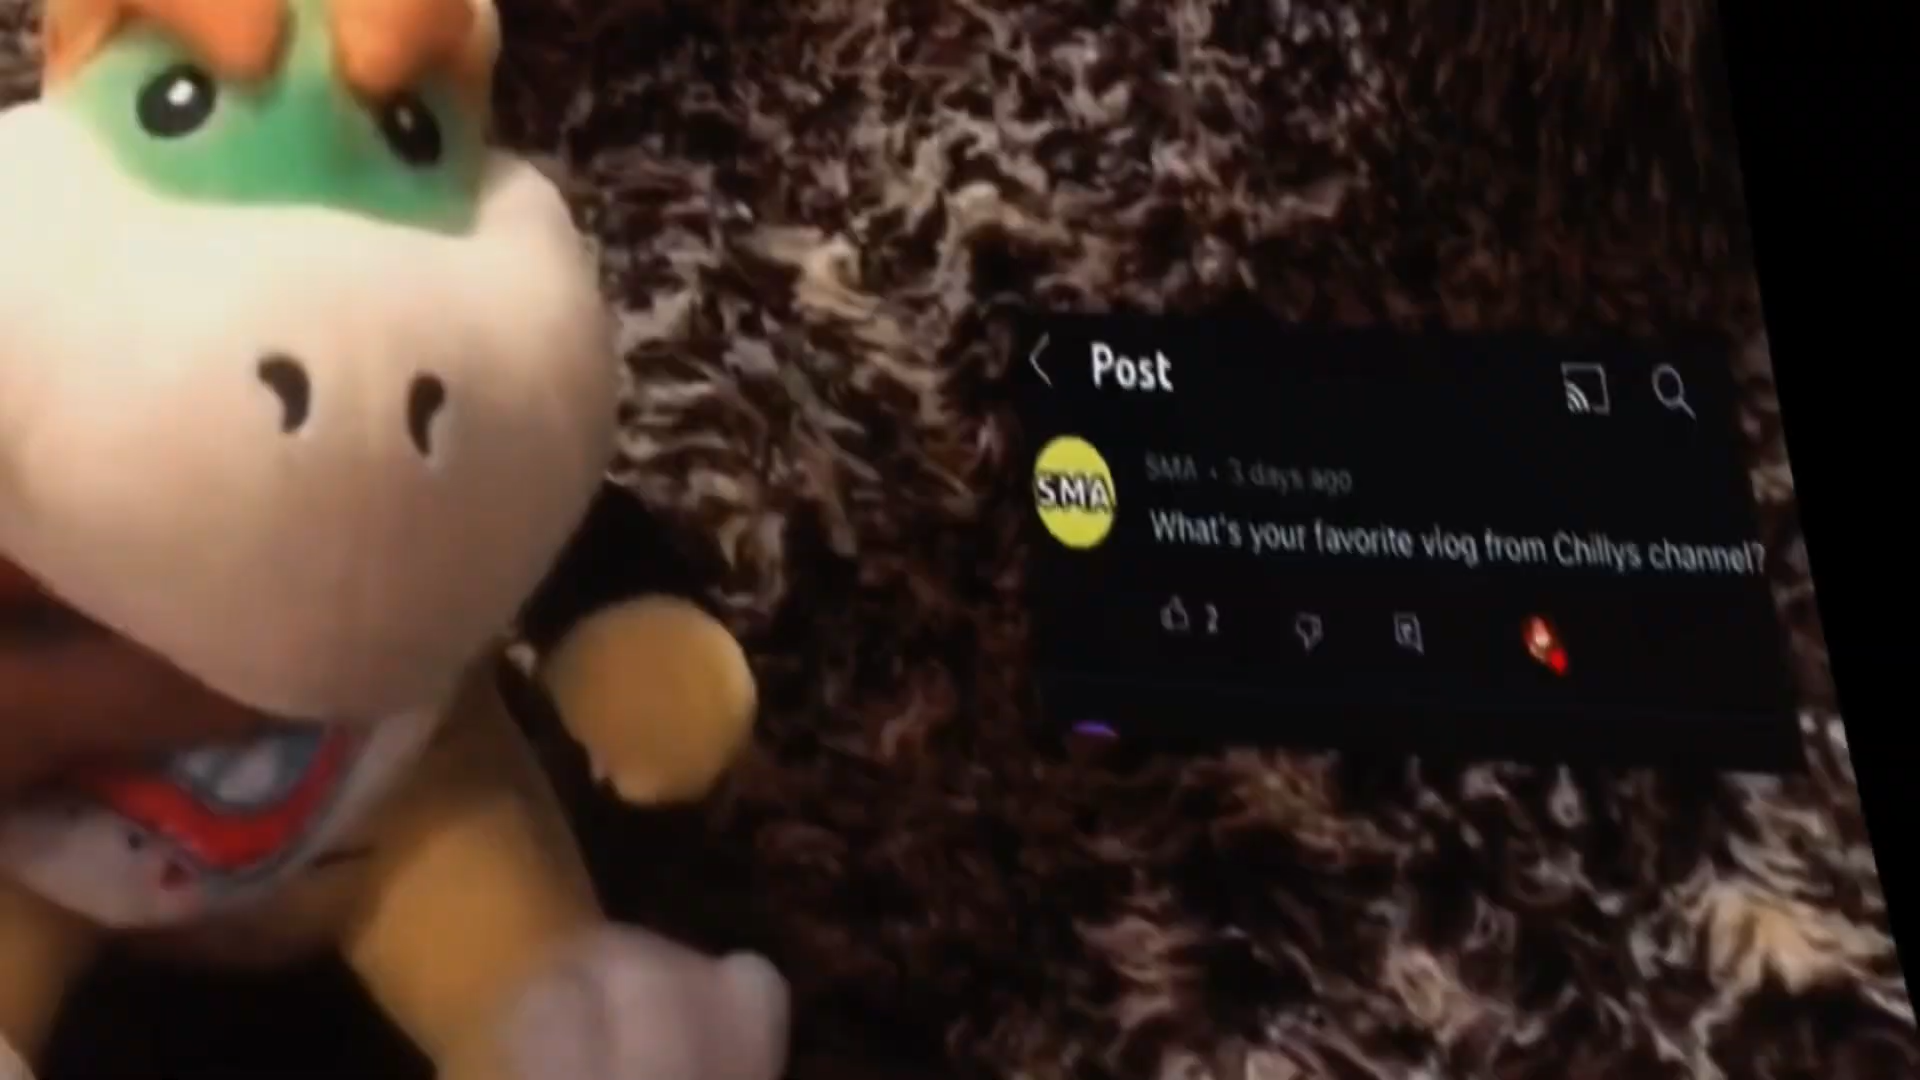 Post
SMA
SMA • 3 days ago
What's your favorite vlog from Chillys channel?
2